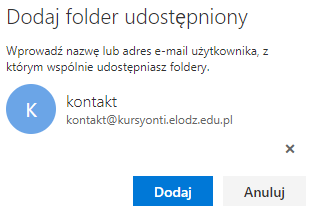 Dodaj folder udostępniony
Wprowadź nazwę lub adres e-mail użytkownika, z
którym wspólnie udostępniasz foldery.
K
kontakt
kontakt@kursyonti.elodz.edu.pl
×
Dodaj
Anuluj